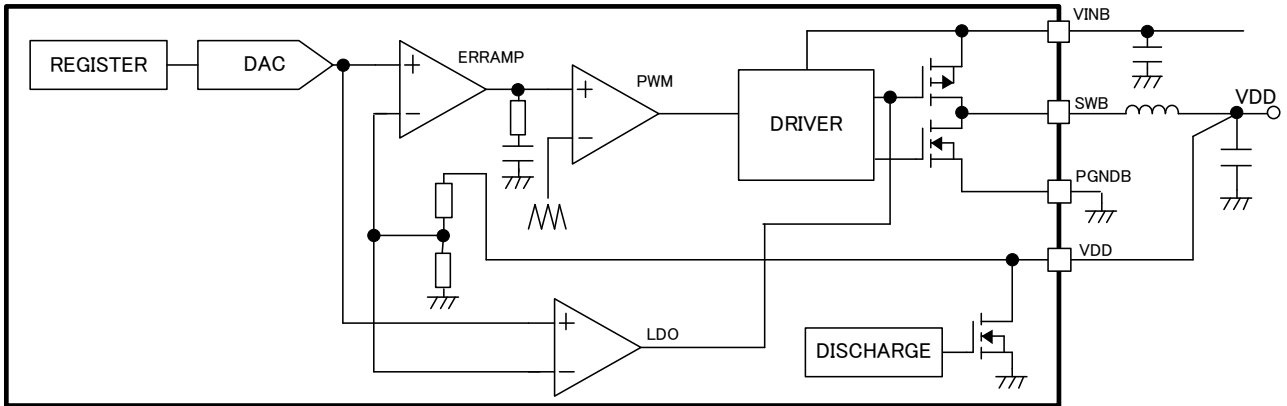 VINB
REGISTER
DAC
+
−
ERRAMP
+
−
PWM
DRIVER
SWB
VDD
PGNDB
VDD
+
−
LDO
DISCHARGE